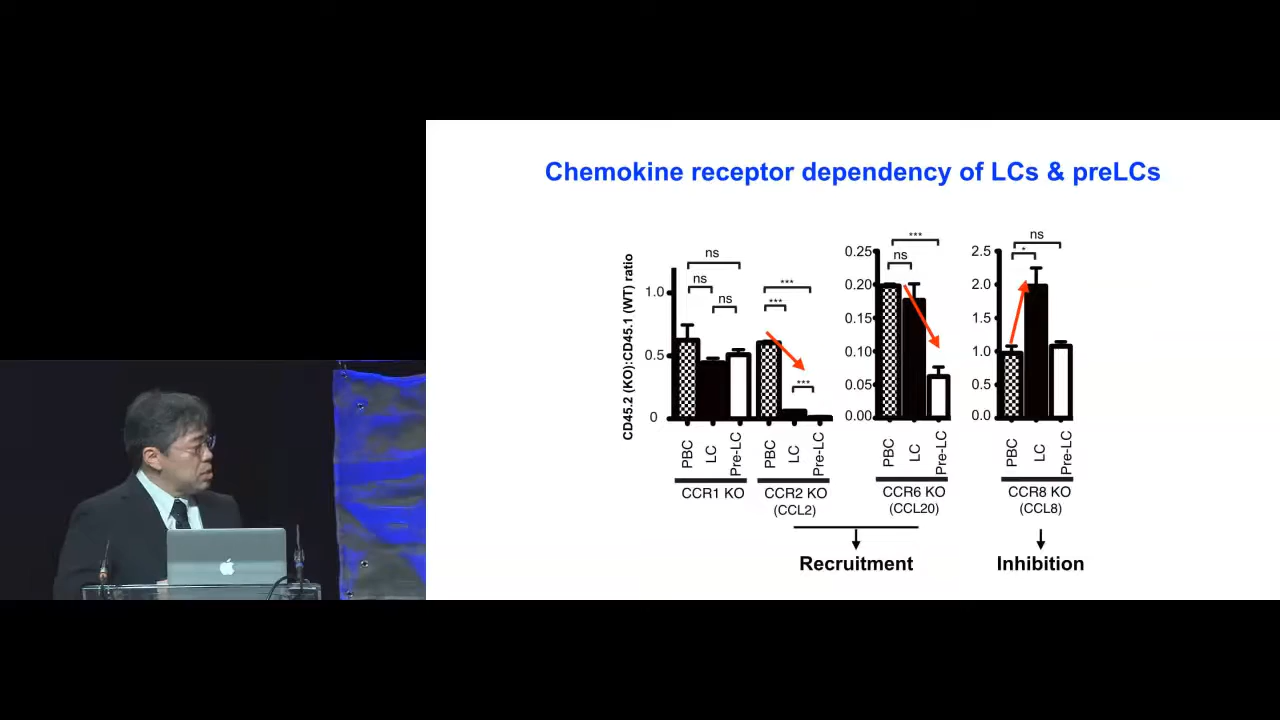 Chemokine receptor dependency of LCs & preLCs
CD45.2 (KO):CD45.1 (WT) ratio
1.0
0.5
0
ns
ns
ns
***
***
***
PBC
LC
Pre-LC
PBC
LC
Pre-LC
CCR1 KO
CCR2 KO
(CCL2)
0.25
0.20
0.15
0.10
0.05
0.00
***
ns
PBC
LC
Pre-LC
CCR6 KO
(CCL20)
2.5
2.0
1.5
1.0
0.5
0.0
ns
*
PBC
LC
Pre-LC
CCR8 KO
(CCL8)
Recruitment
Inhibition